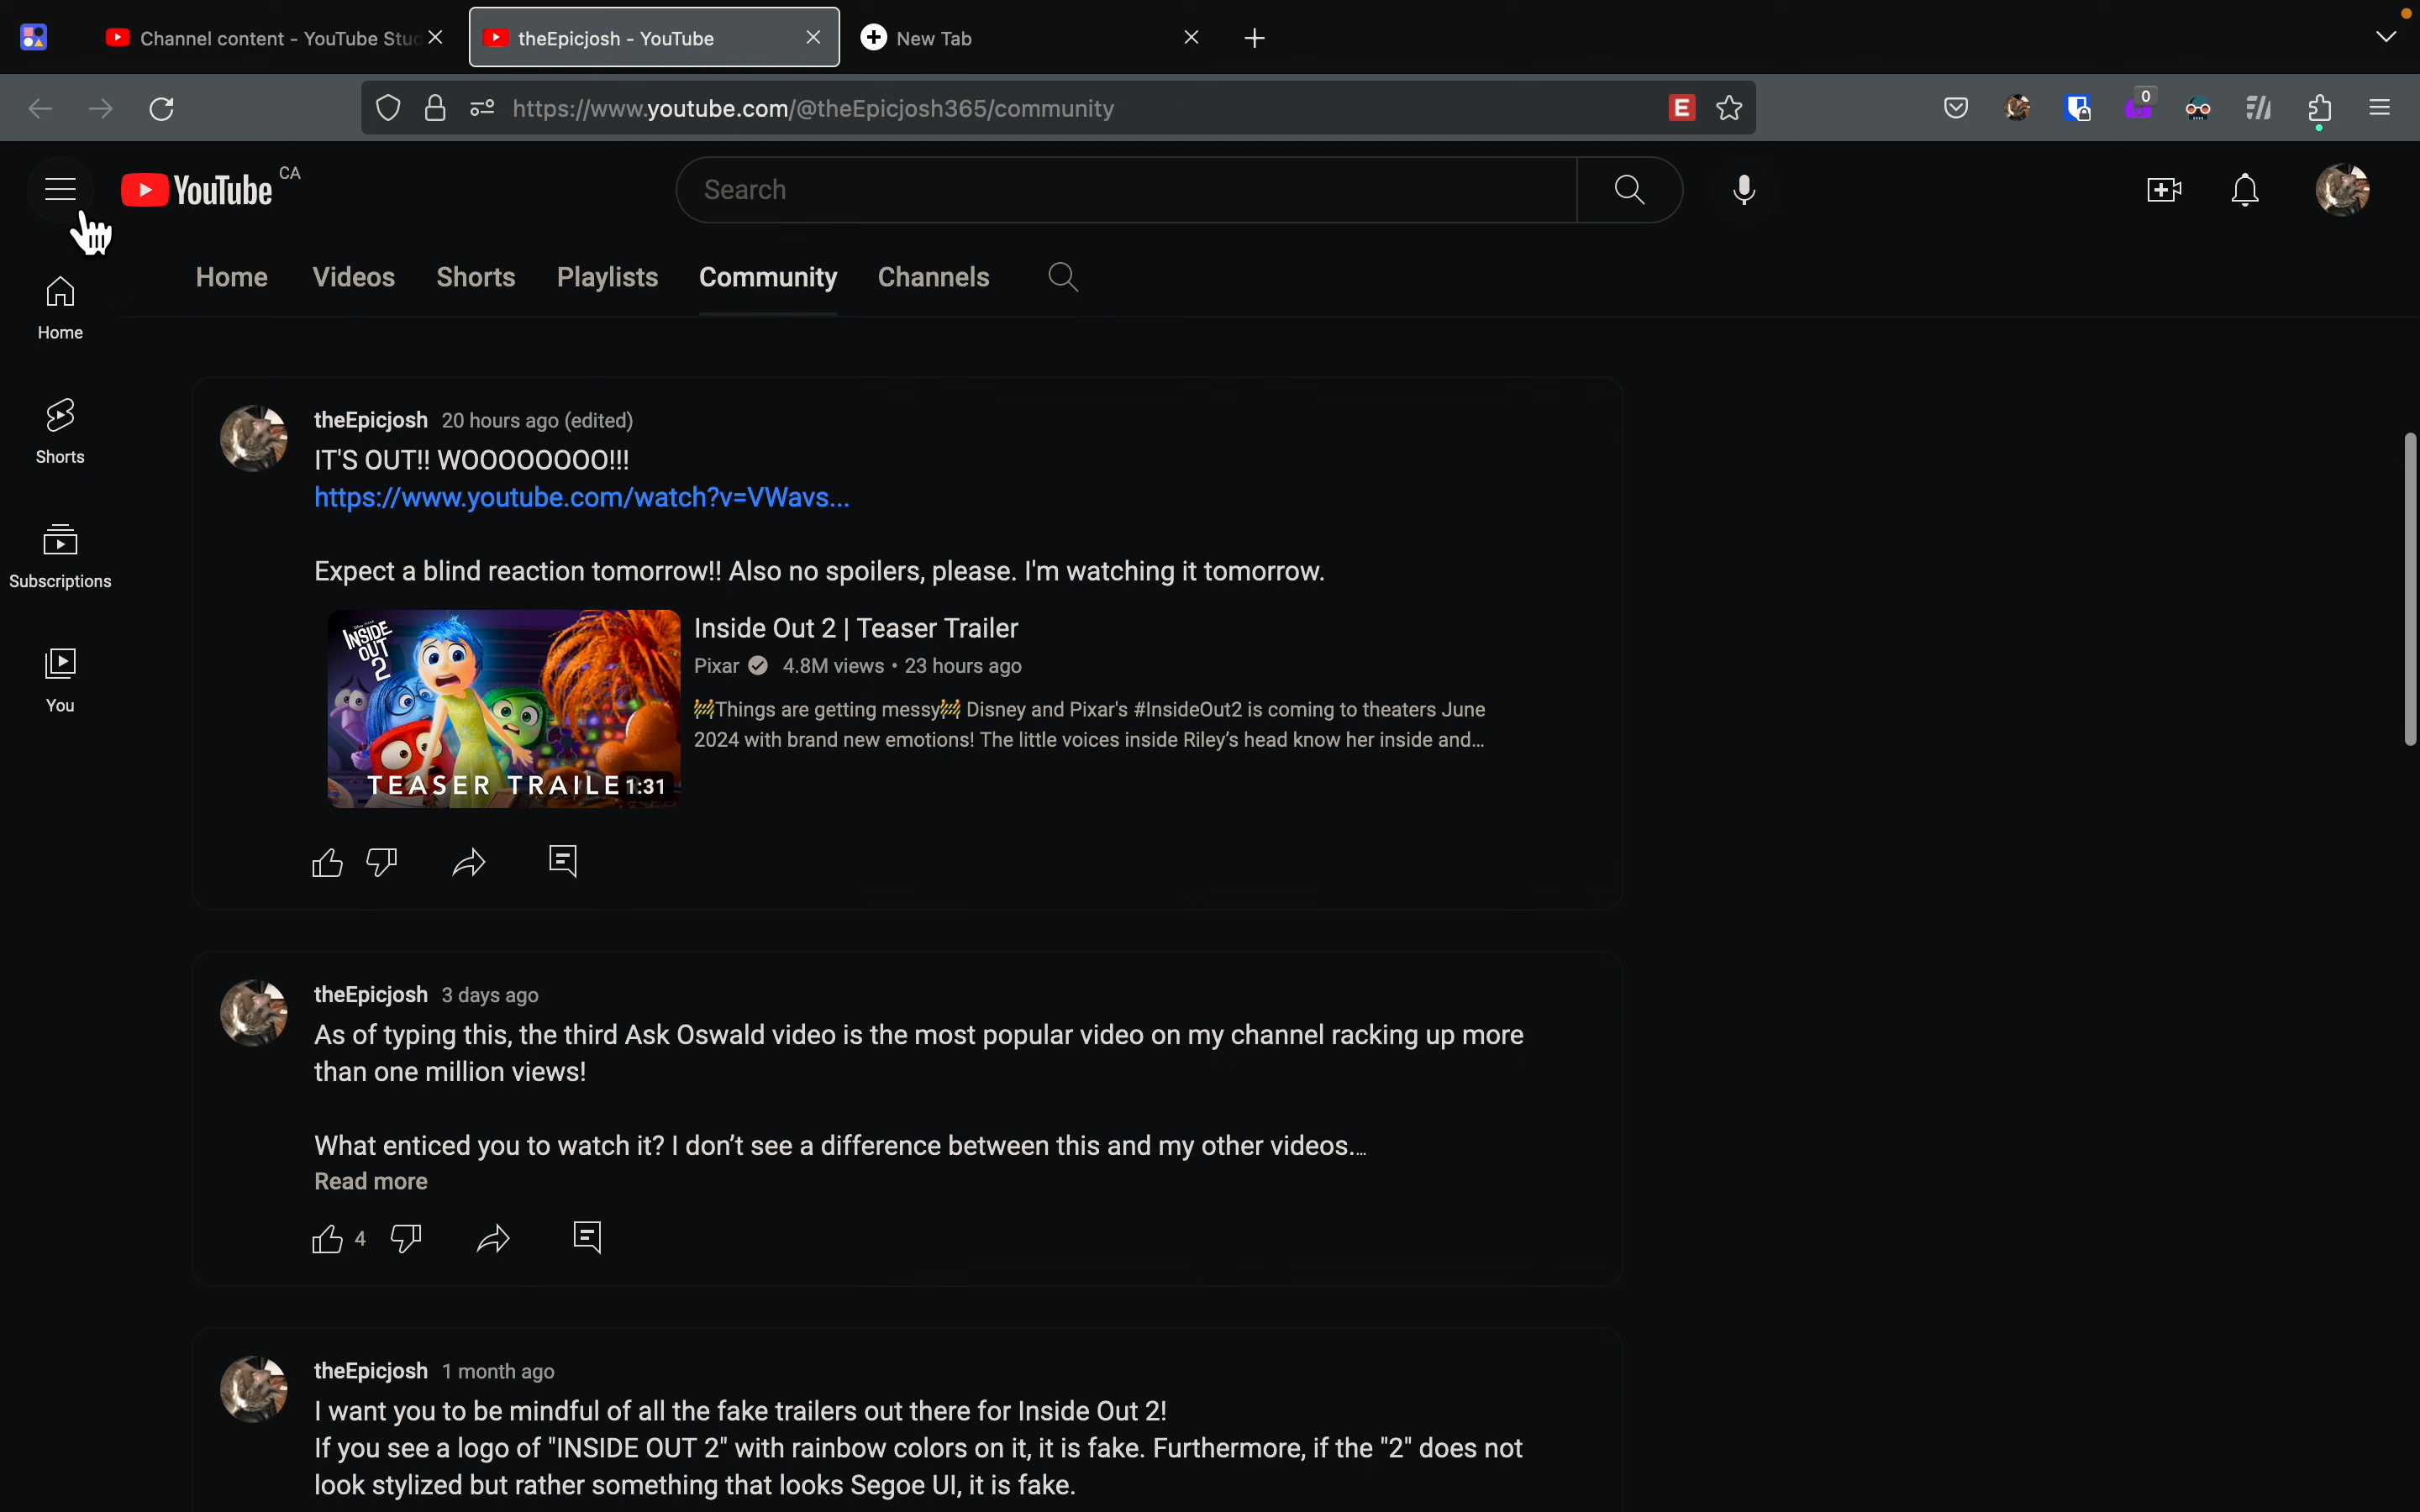 Channel content - YouTube Stu
theEpicjosh - YouTube
New Tab
https://www.youtube.com/@theEpicjosh365/community
E
0
YouTube CA
Search
Home
Videos
Shorts
Playlists
Community
Channels
Home
Shorts
Subscriptions
You
theEpicjosh 20 hours ago (edited)
IT'S OUT!! WOOOOOOOO!!!
https://www.youtube.com/watch?v=VWavs...
Expect a blind reaction tomorrow!! Also no spoilers, please. I'm watching it tomorrow.
INSIDE
OUT
2
TEASER TRAILE
1:31
Inside Out 2 | Teaser Trailer
Pixar 4.8M views • 23 hours ago
🚧Things are getting messy🚧 Disney and Pixar's #InsideOut2 is coming to theaters June
2024 with brand new emotions! The little voices inside Riley's head know her inside and...
theEpicjosh 3 days ago
As of typing this, the third Ask Oswald video is the most popular video on my channel racking up more
than one million views!
What enticed you to watch it? I don’t see a difference between this and my other videos....
Read more
4
theEpicjosh 1 month ago
I want you to be mindful of all the fake trailers out there for Inside Out 2!
If you see a logo of "INSIDE OUT 2" with rainbow colors on it, it is fake. Furthermore, if the "2" does not
look stylized but rather something that looks Segoe UI, it is fake.